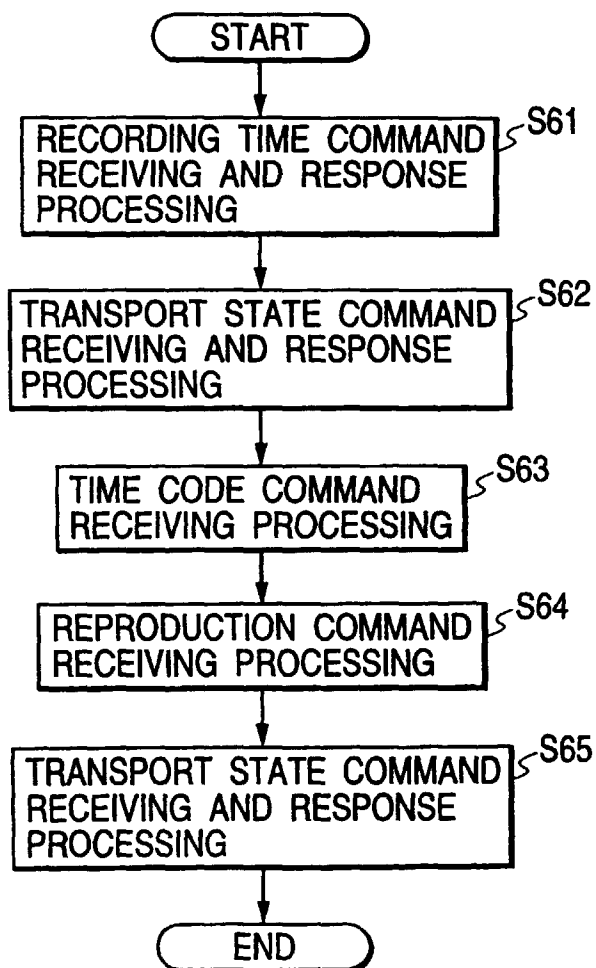 START
RECORDING TIME COMMAND
RECEIVING AND RESPONSE
PROCESSING
S61
TRANSPORT STATE COMMAND
RECEIVING AND RESPONSE
PROCESSING
S62
TIME CODE COMMAND
RECEIVING PROCESSING
S63
REPRODUCTION COMMAND
RECEIVING PROCESSING
S64
TRANSPORT STATE COMMAND
RECEIVING AND RESPONSE
PROCESSING
S65
END